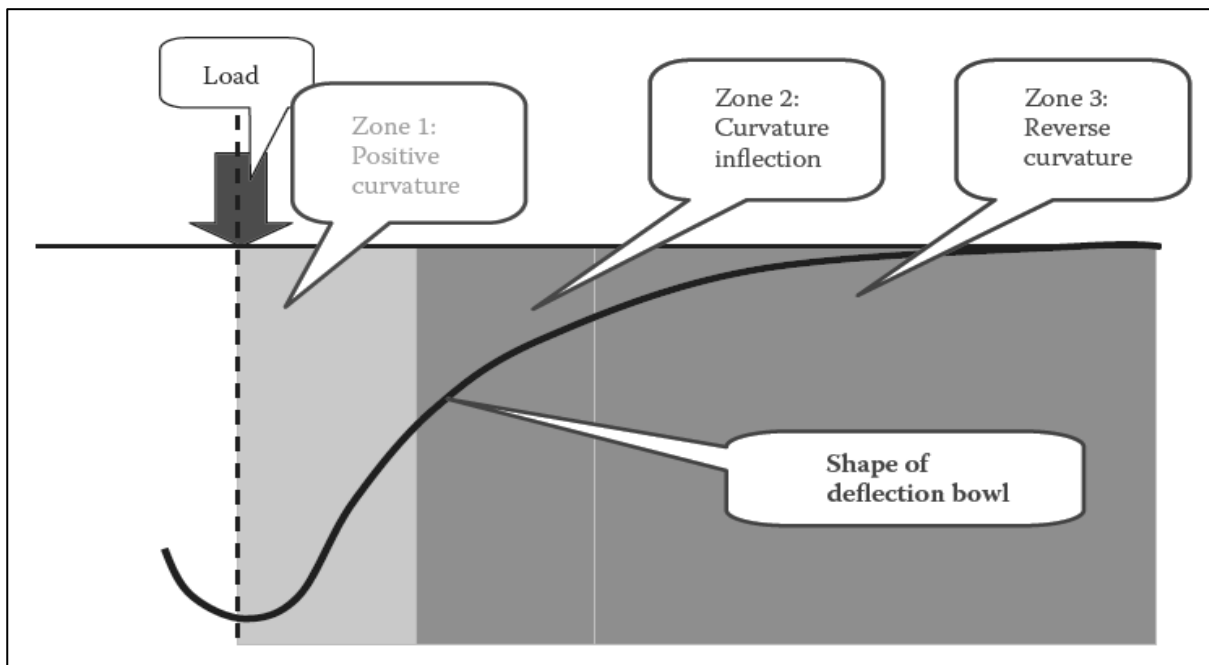 Load
Zone 1:
Positive
curvature
Zone 2:
Curvature
inflection
Zone 3:
Reverse
curvature
Shape of
deflection bowl